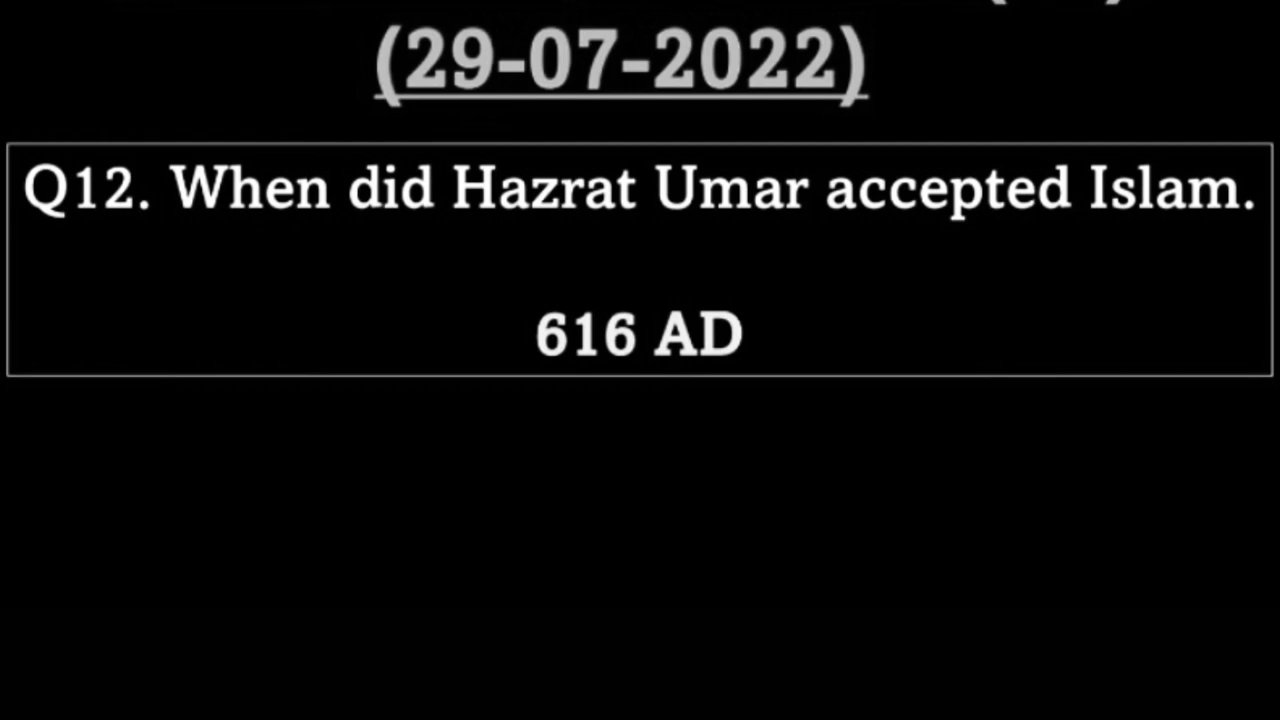 (29-07-2022)
Q12. When did Hazrat Umar accepted Islam.
616 AD